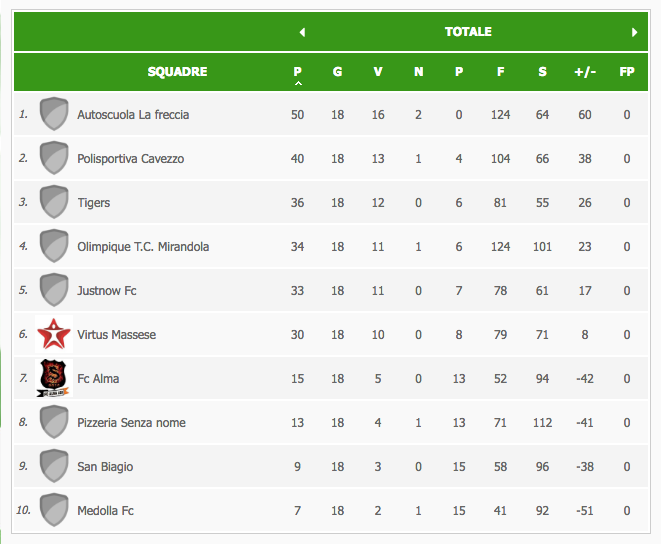 TOTALE
SQUADRE P G V N P F S +/- FP
1. Autoscuola La freccia 50 18 16 2 0 124 64 60 0
2. Polisportiva Cavezzo 40 18 13 1 4 104 66 38 0
3. Tigers 36 18 12 0 6 81 55 26 0
4. Olimpique T.C. Mirandola 34 18 11 1 6 124 101 23 0
5. Justnow Fc 33 18 11 0 7 78 61 17 0
6. Virtus Massese 30 18 10 0 8 79 71 8 0
7. Fc Alma 15 18 5 0 13 52 94 -42 0
8. Pizzeria Senza nome 13 18 4 1 13 71 112 -41 0
9. San Biagio 9 18 3 0 15 58 96 -38 0
10. Medolla Fc 7 18 2 1 15 41 92 -51 0